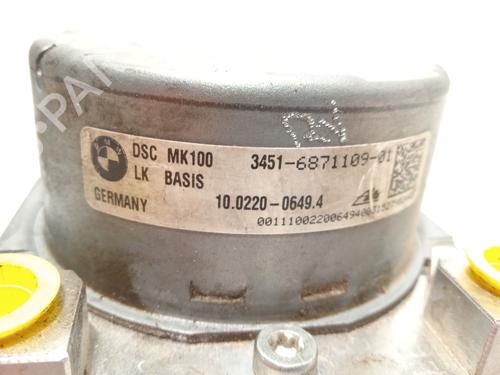 DSC MK100 3451-6871109-01
LK BASIS
GERMANY 10.0220-0649.4